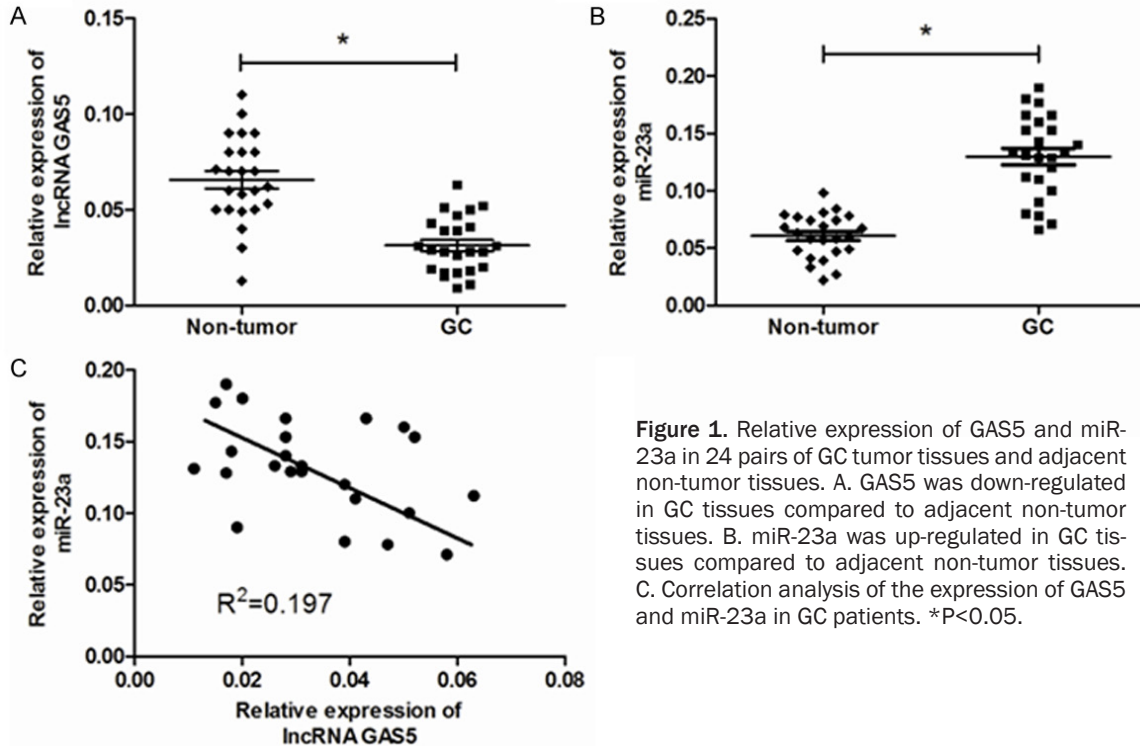 A
Relative expression of
lncRNA GAS5
0.15
0.10
0.05
0.00
*
Non-tumor
GC
B
Relative expression of
miR-23a
0.25
0.20
0.15
0.10
0.05
0.00
*
Non-tumor
GC
C
Relative expression of
miR-23a
0.20
0.15
0.10
0.05
0.00
R²=0.197
0.00
0.02
0.04
0.06
0.08
Relative expression of
lncRNA GAS5
Figure 1. Relative expression of GAS5 and miR-
23a in 24 pairs of GC tumor tissues and adjacent
non-tumor tissues. A. GAS5 was down-regulated
in GC tissues compared to adjacent non-tumor
tissues. B. miR-23a was up-regulated in GC tis-
sues compared to adjacent non-tumor tissues.
C. Correlation analysis of the expression of GAS5
and miR-23a in GC patients. *P<0.05.